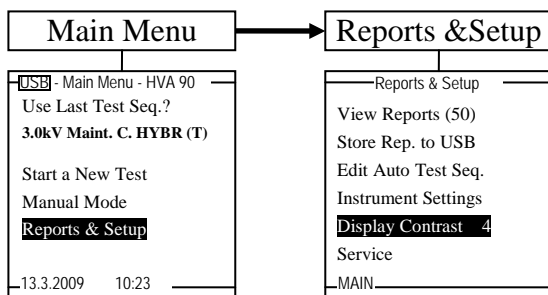 Main Menu
USB - Main Menu - HVA 90
Use Last Test Seq.?
3.0kV Maint. C. HYBR (T)
Start a New Test
Manual Mode
Reports & Setup
13.3.2009 10:23
Reports &Setup
Reports & Setup
View Reports (50)
Store Rep. to USB
Edit Auto Test Seq.
Instrument Settings
Display Contrast 4
Service
MAIN